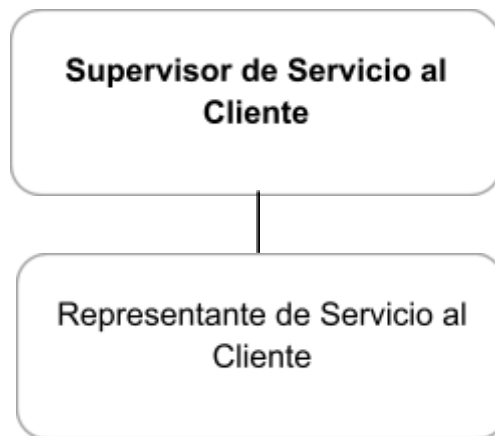 Supervisor de Servicio al
Cliente
Representante de Servicio al
Cliente